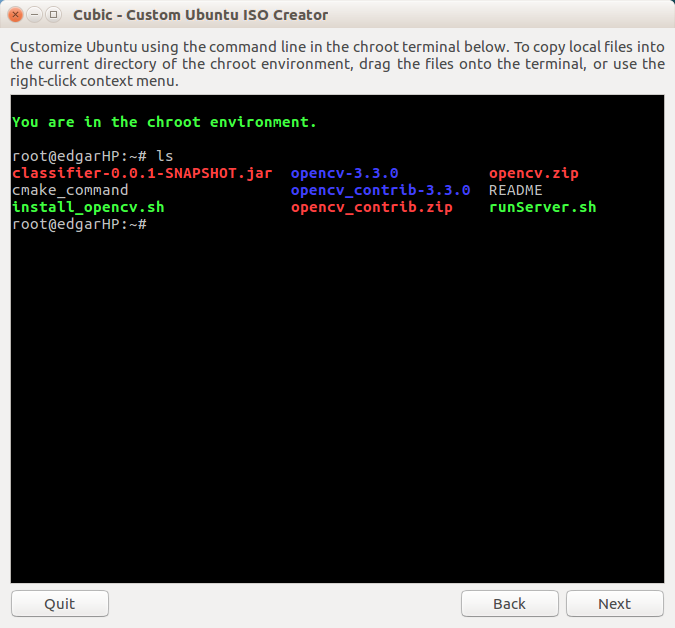 Cubic - Custom Ubuntu ISO Creator
Customize Ubuntu using the command line in the chroot terminal below. To copy local files into
the current directory of the chroot environment, drag the files onto the terminal, or use the
right-click context menu.
You are in the chroot environment.
root@edgarHP:~# ls
classifier-0.0.1-SNAPSHOT.jar opencv-3.3.0 opencv.zip
cmake_command opencv_contrib-3.3.0 README
install_opencv.sh opencv_contrib.zip runServer.sh
root@edgarHP:~#
Quit Back Next